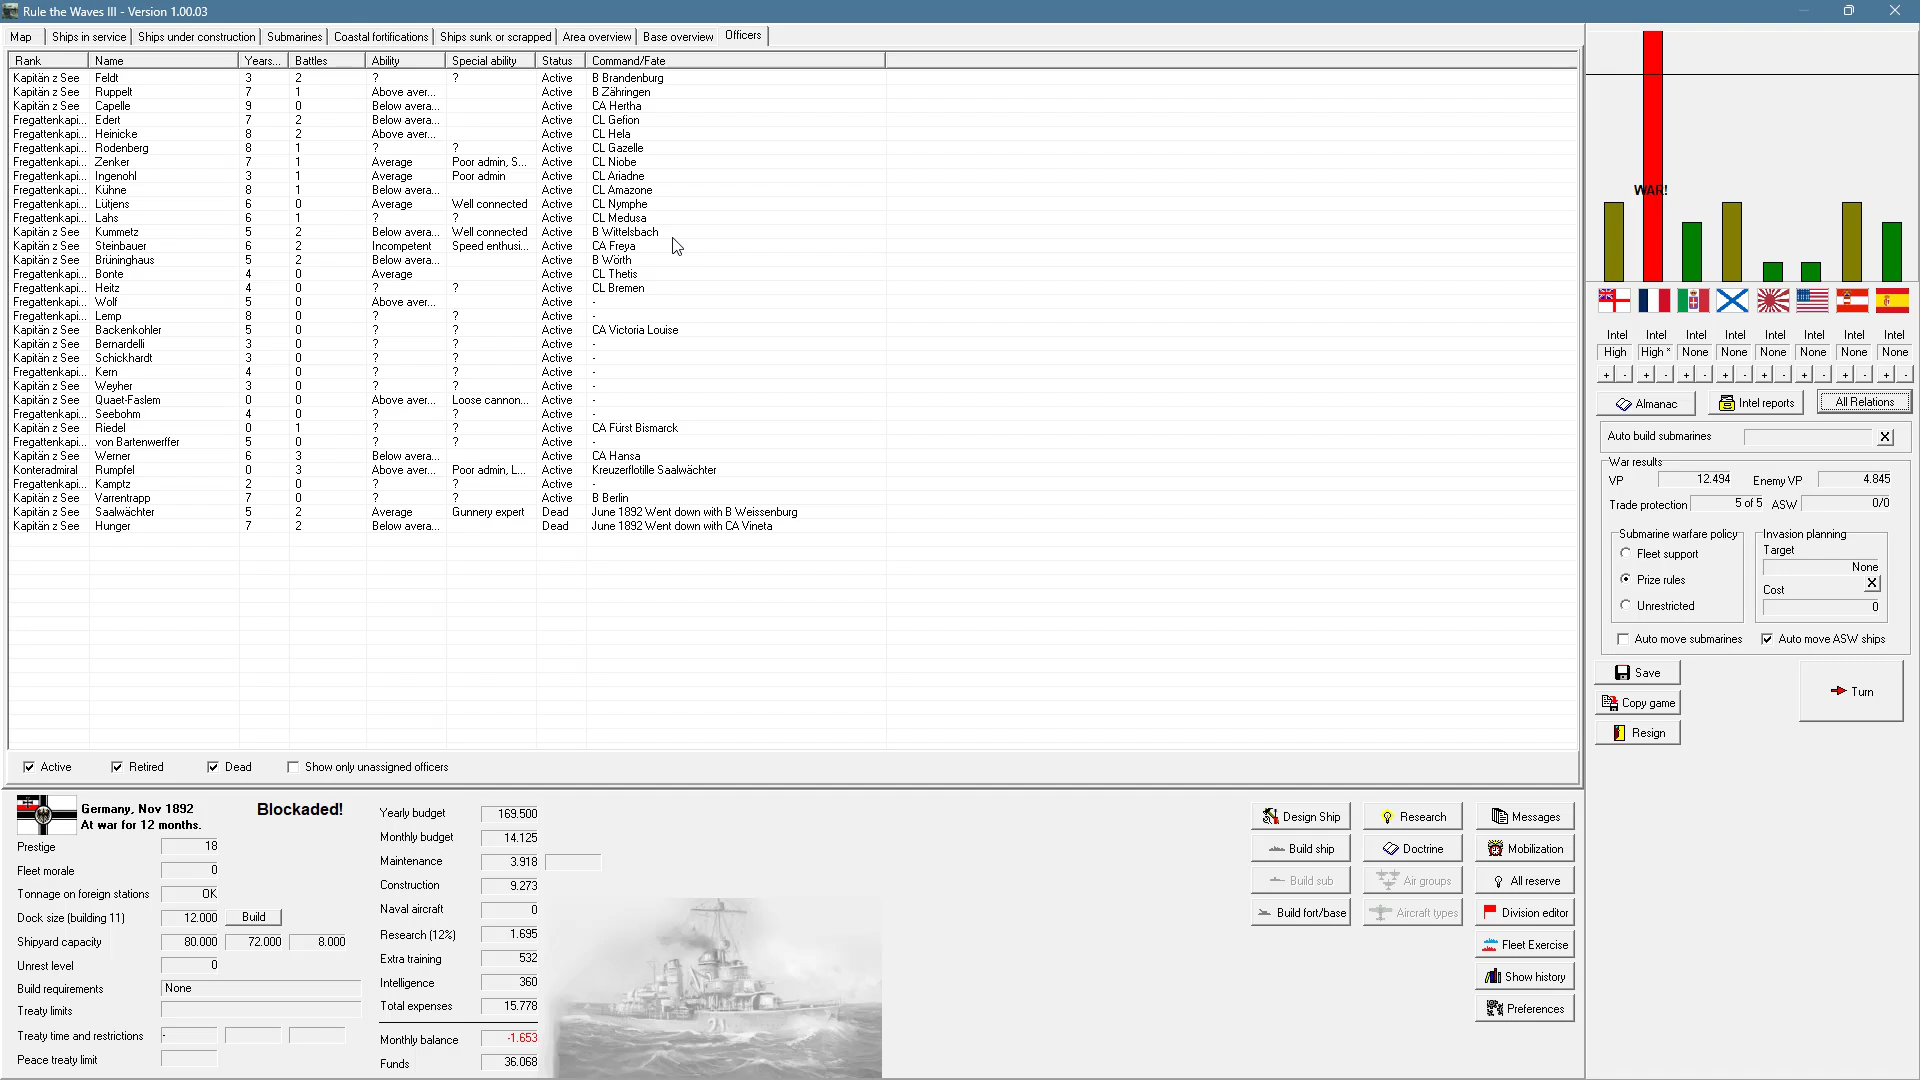 Rule the Waves III - Version 1.00.03
Map Ships in service Ships under construction Submarines Coastal fortifications Ships sunk or scrapped Area overview Base overview Officers
Rank Name Years... Battles Ability Special ability Status Command/Fate
Kapitän z See Feldt 3 2 ? ? Active B Brandenburg
Kapitän z See Ruppelt 7 1 Above aver... Active B Zähringen
Kapitän z See Capelle 9 0 Below avera... Active CA Hertha
Fregattenkapi... Edert 7 2 Below avera... Active CL Gefion
Fregattenkapi... Heinicke 8 2 Above aver... Active CL Hela
Fregattenkapi... Rodenberg 8 1 ? ? Active CL Gazelle
Fregattenkapi... Zenker 7 1 Average Poor admin, S... Active CL Niobe
Fregattenkapi... Ingenohl 3 1 Average Poor admin Active CL Ariadne
Fregattenkapi... Kühne 8 1 Below avera... Active CL Amazone
Fregattenkapi... Lütjens 6 0 Average Well connected Active CL Nymphe
Fregattenkapi... Lahs 6 1 ? ? Active CL Medusa
Kapitän z See Kummetz 5 2 Below avera... Well connected Active B Wittelsbach
Kapitän z See Steinbauer 6 2 Incompetent Speed enthusi... Active CA Freya
Kapitän z See Brüninghaus 5 2 Below avera... Active B Wörth
Fregattenkapi... Bonte 4 0 Average Active CL Thetis
Fregattenkapi... Heitz 4 0 ? ? Active CL Bremen
Fregattenkapi... Wolf 5 0 Above aver... Active -
Fregattenkapi... Lemp 8 0 ? ? Active -
Kapitän z See Backenkohler 5 0 ? ? Active CA Victoria Louise
Kapitän z See Bernardelli 3 0 ? ? Active -
Kapitän z See Schickhardt 3 0 ? ? Active -
Fregattenkapi... Kern 4 0 ? ? Active -
Kapitän z See Weyher 3 0 ? ? Active -
Kapitän z See Quaet-Faslem 0 0 Above aver... Loose cannon... Active -
Fregattenkapi... Seebohm 4 0 ? ? Active -
Kapitän z See Riedel 0 1 ? ? Active CA Fürst Bismarck
Fregattenkapi... von Bartenwerffer 5 0 ? ? Active -
Kapitän z See Werner 6 3 Below avera... Active CA Hansa
Konteradmiral Rumpfel 0 3 Above aver... Poor admin, L... Active Kreuzerflotille Saalwächter
Fregattenkapi... Kamptz 2 0 ? ? Active -
Kapitän z See Varrentrapp 7 0 ? ? Active B Berlin
Kapitän z See Saalwächter 5 2 Average Gunnery expert Dead June 1892 Went down with B Weissenburg
Kapitän z See Hunger 7 2 Below avera... Dead June 1892 Went down with CA Vineta
Active Retired Dead Show only unassigned officers
WAR!
Intel Intel Intel Intel Intel Intel Intel Intel
High High * None None None None None None
+ - + - + - + - + - + - + - + -
Almanac Intel reports All Relations
Auto build submarines X
War results
VP 12.494 Enemy VP 4.845
Trade protection 5 of 5 ASW 0/0
Submarine warfare policy
Fleet support
Prize rules
Unrestricted
Invasion planning
Target
None
Cost X
0
Auto move submarines Auto move ASW ships
Save
Copy game
Resign
Turn
Germany, Nov 1892
At war for 12 months.
Blockaded!
Prestige 18
Fleet morale 0
Tonnage on foreign stations OK
Dock size (building 11) 12.000 Build
Shipyard capacity 80.000 72.000 8.000
Unrest level 0
Build requirements None
Treaty limits
Treaty time and restrictions -
Peace treaty limit
Yearly budget 169.500
Monthly budget 14.125
Maintenance 3.918
Construction 9.273
Naval aircraft 0
Research (12%) 1.695
Extra training 532
Intelligence 360
Total expenses 15.778
Monthly balance -1.653
Funds 36.068
Design Ship Research Messages
Build ship Doctrine Mobilization
Build sub Air groups All reserve
Build fort/base Aircraft types Division editor
Fleet Exercise
Show history
Preferences